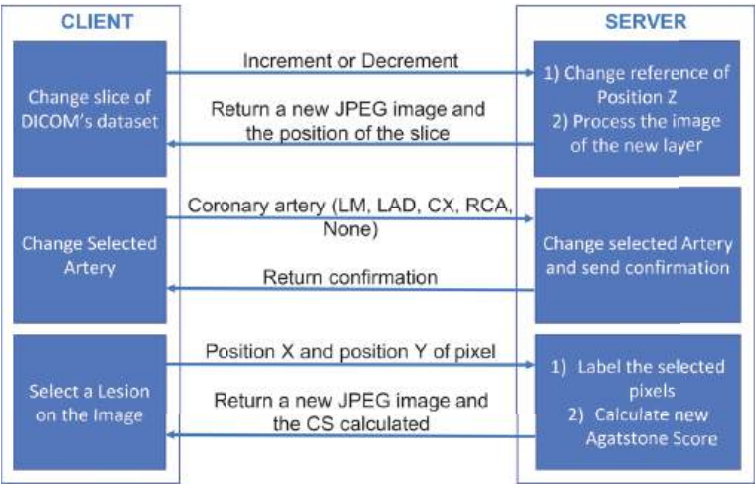 CLIENT
SERVER
Change slice of
DICOM's dataset
Increment or Decrement
Return a new JPEG image and
the position of the slice
1) Change reference of
Position Z
2) Process the image
of the new layer
Change Selected
Artery
Coronary artery (LM, LAD, CX, RCA,
None)
Return confirmation
Change selected Artery
and send confirmation
Select a Lesion
on the Image
Position X and position Y of pixel
Return a new JPEG image and
the CS calculated
1) Label the selected
pixels
2) Calculate new
Agatstone Score